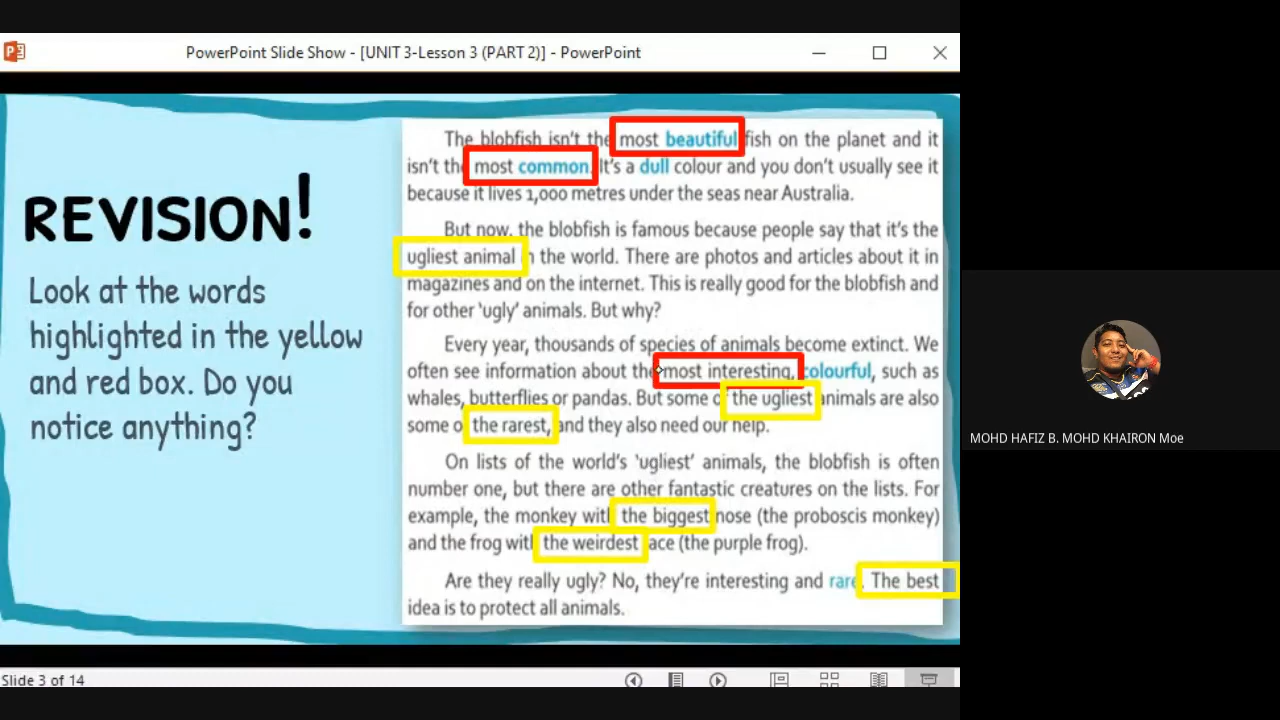 PowerPoint Slide Show - [UNIT 3-Lesson 3 (PART 2)] - PowerPoint
REVISION!
Look at the words
highlighted in the yellow
and red box. Do you
notice anything?
The blobfish isn't the most beautiful fish on the planet and it
isn't the most common. It's a dull colour and you don't usually see it
because it lives 1,000 metres under the seas near Australia.
But now, the blobfish is famous because people say that it's the
ugliest animal in the world. There are photos and articles about it in
magazines and on the internet. This is really good for the blobfish and
for other 'ugly' animals. But why?
Every year, thousands of species of animals become extinct. We
often see information about the most interesting, colourful, such as
whales, butterflies or pandas. But some of the ugliest animals are also
some of the rarest, and they also need our help.
On lists of the world's 'ugliest' animals, the blobfish is often
number one, but there are other fantastic creatures on the lists. For
example, the monkey with the biggest nose (the proboscis monkey)
and the frog with the weirdest face (the purple frog).
Are they really ugly? No, they're interesting and rare. The best
idea is to protect all animals.
MOHD HAFIZ B. MOHD KHAIRON Moe
Slide 3 of 14